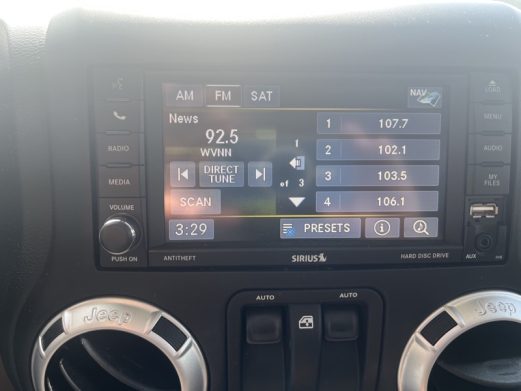 AM FM SAT NAV
LOAD
News
92.5
WVNN
DIRECT
TUNE
SCAN
3:29
1
of 3
1 107.7
2 102.1
3 103.5
4 106.1
PRESETS
RADIO
MEDIA
VOLUME
PUSH ON
MENU
AUDIO
MY
FILES
AUX
ANTITHEFT
SIRIUS
HARD DISC DRIVE
AUTO AUTO
Jeep
Jeep